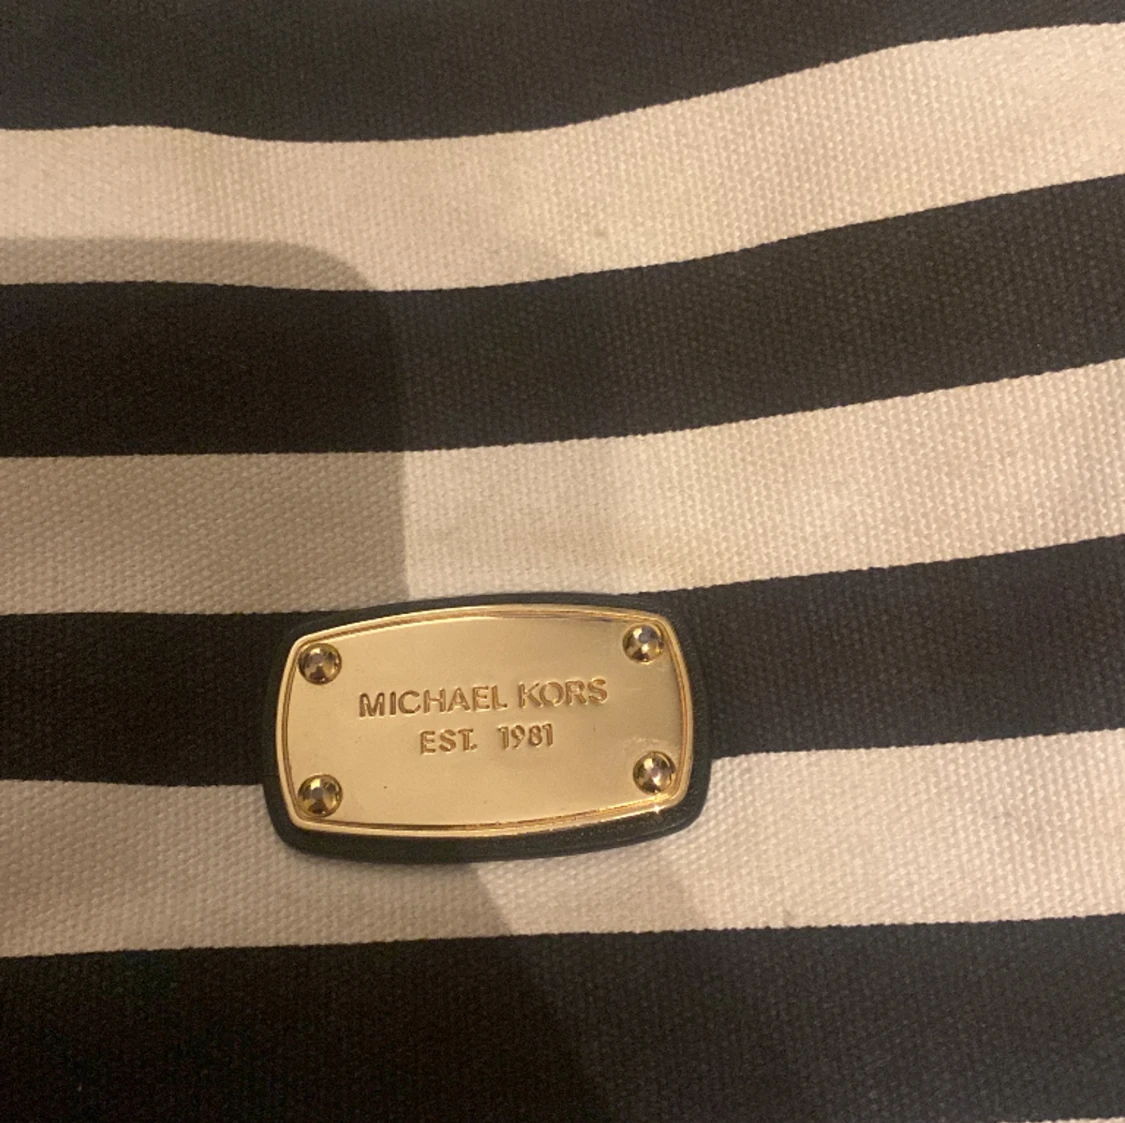 MICHAEL KORS
EST. 1981